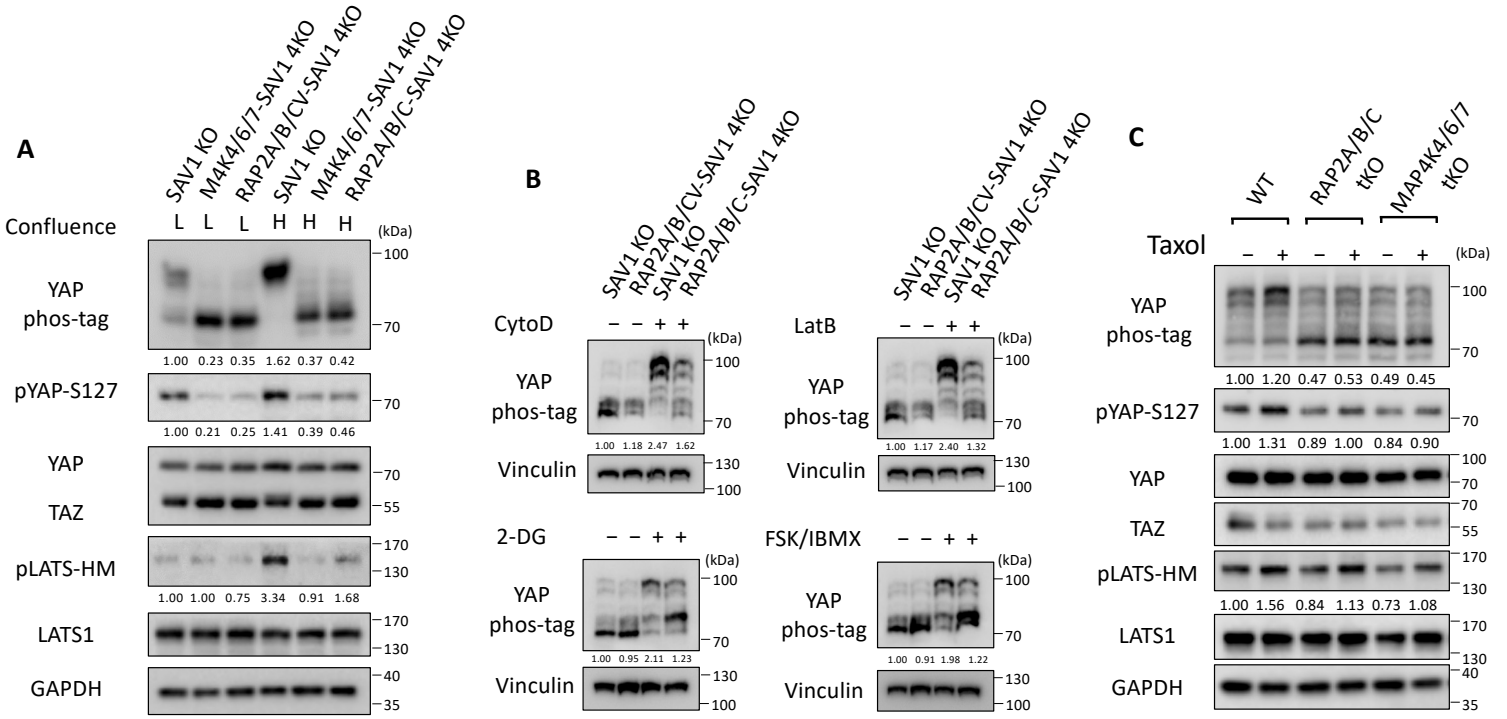 A
SAV1 KO
M4K4/6/7-SAV1 4KO
RAP2A/B/CV-SAV1 4KO
SAV1 KO
M4K4/6/7-SAV1 4KO
RAP2A/B/C-SAV1 4KO
Confluence L L L H H H (kDa)
YAP
phos-tag
100
70
1.00 0.23 0.35 1.62 0.37 0.42
pYAP-S127 70
1.00 0.21 0.25 1.41 0.39 0.46
YAP 70
TAZ 55
pLATS-HM
170
130
1.00 1.00 0.75 3.34 0.91 1.68
LATS1
170
130
GAPDH
40
35
B
SAV1 KO
RAP2A/B/CV-SAV1 4KO
SAV1 KO
RAP2A/B/C-SAV1 4KO
CytoD − − + + (kDa)
YAP
phos-tag
100
70
1.00 1.18 2.47 1.62
Vinculin
130
100
SAV1 KO
RAP2A/B/CV-SAV1 4KO
SAV1 KO
RAP2A/B/C-SAV1 4KO
LatB − − + + (kDa)
YAP
phos-tag
100
70
1.00 1.17 2.40 1.32
Vinculin
130
100
2-DG − − + + (kDa)
YAP
phos-tag
100
70
1.00 0.95 2.11 1.23
Vinculin
130
100
FSK/IBMX − − + + (kDa)
YAP
phos-tag
100
70
1.00 0.91 1.98 1.22
Vinculin
130
100
C
WT
RAP2A/B/C
tKO
MAP4K4/6/7
tKO
Taxol − + − + − + (kDa)
YAP
phos-tag
100
70
1.00 1.20 0.47 0.53 0.49 0.45
pYAP-S127 70
1.00 1.31 0.89 1.00 0.84 0.90
YAP
100
70
TAZ
70
55
pLATS-HM
170
130
1.00 1.56 0.84 1.13 0.73 1.08
LATS1
170
130
GAPDH
40
35